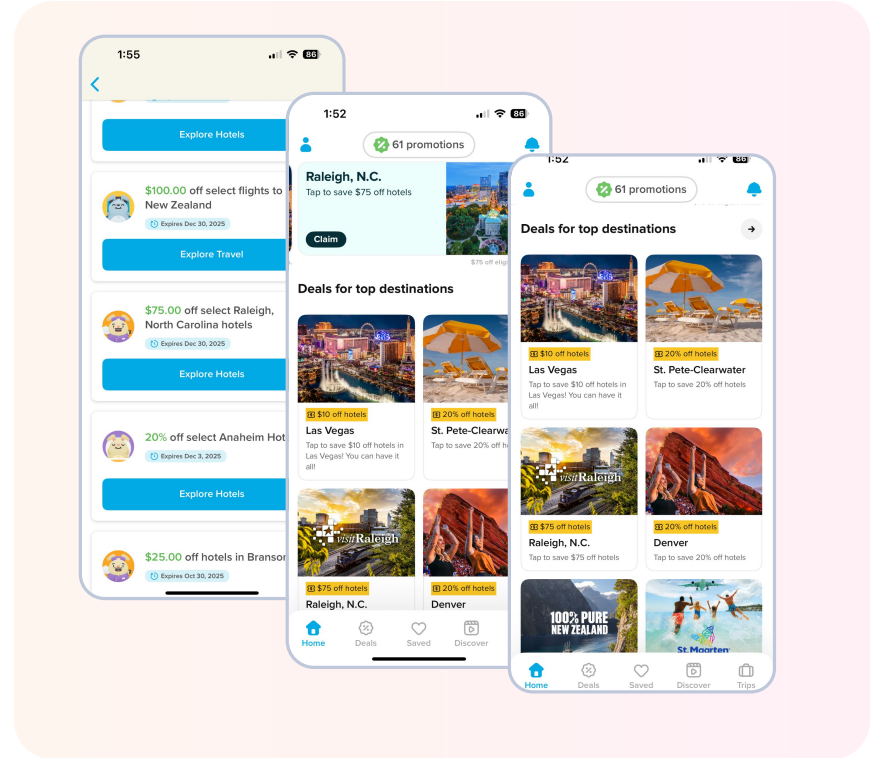 1:55
86
Explore Hotels
$100.00 off select flights to
New Zealand
Expires Dec 30, 2025
Explore Travel
$75.00 off select Raleigh,
North Carolina hotels
Expires Dec 30, 2025
Explore Hotels
20% off select Anaheim Hot
Expires Dec 3, 2025
Explore Hotels
$25.00 off hotels in Branson
Expires Oct 30, 2025
1:52
86
61 promotions
Raleigh, N.C.
Tap to save $75 off hotels
Claim
$75 off elig
Deals for top destinations
$10 off hotels
Las Vegas
Tap to save $10 off hotels in
Las Vegas! You can have it
all!
20% off hotels
St. Pete-Clearwa
Tap to save 20% off h
visitRaleigh
$75 off hotels
Raleigh, N.C.
20% off hotels
Denver
Home
Deals
Saved
Discover
1:52
86
61 promotions
Deals for top destinations
$10 off hotels
Las Vegas
Tap to save $10 off hotels in
Las Vegas! You can have it
all!
20% off hotels
St. Pete-Clearwater
Tap to save 20% off hotels
visitRaleigh
$75 off hotels
Raleigh, N.C.
Tap to save $75 off hotels
20% off hotels
Denver
Tap to save 20% off hotels
100% PURE
NEW ZEALAND
St. Maarten
Home
Deals
Saved
Discover
Trips